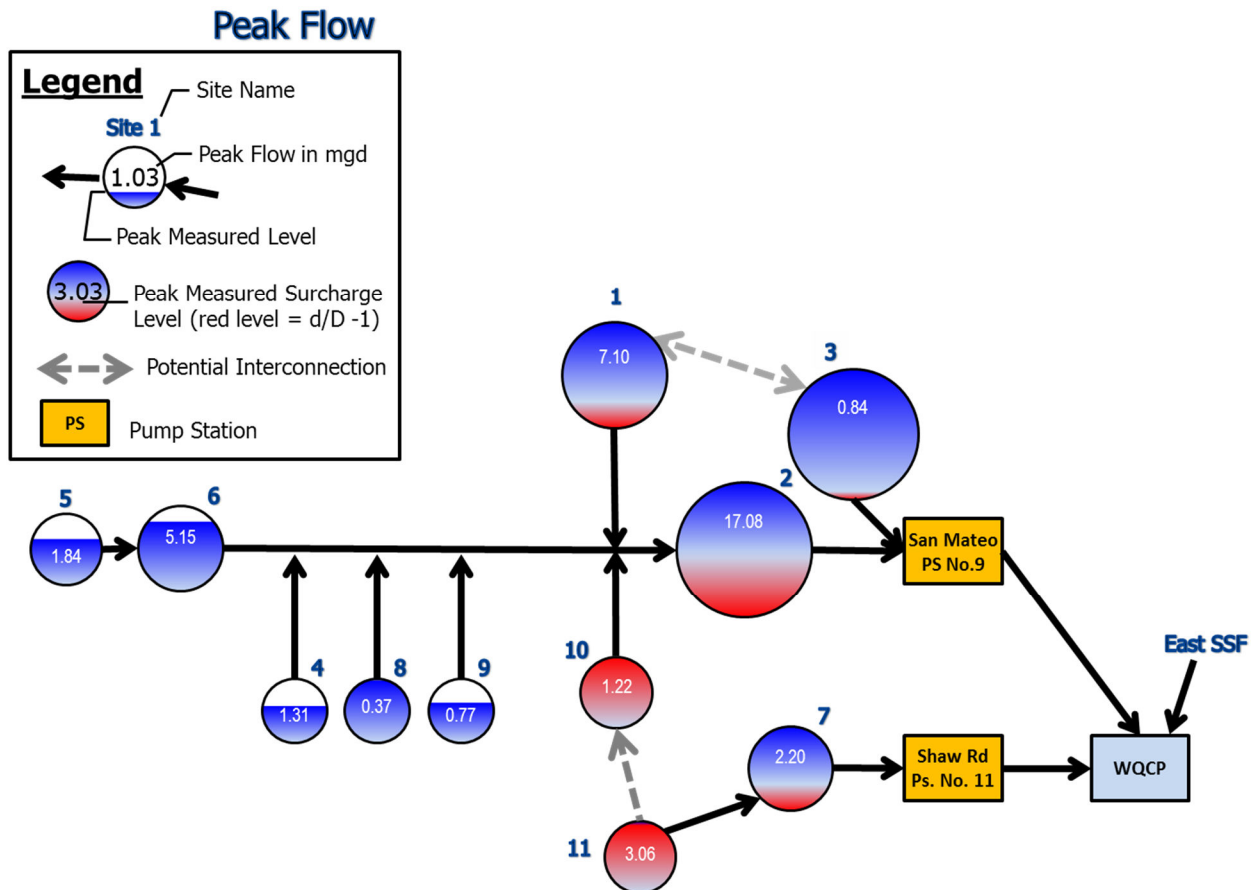 Peak Flow
Legend
Site Name
Site 1
Peak Flow in mgd
1.03
Peak Measured Level
3.03
Peak Measured Surcharge
Level (red level = d/D -1)
Potential Interconnection
PS
Pump Station
1
7.10
3
0.84
5
1.84
6
5.15
2
17.08
San Mateo
PS No.9
4
1.31
8
0.37
9
0.77
10
1.22
East SSF
7
2.20
Shaw Rd
Ps. No. 11
WQCP
11
3.06